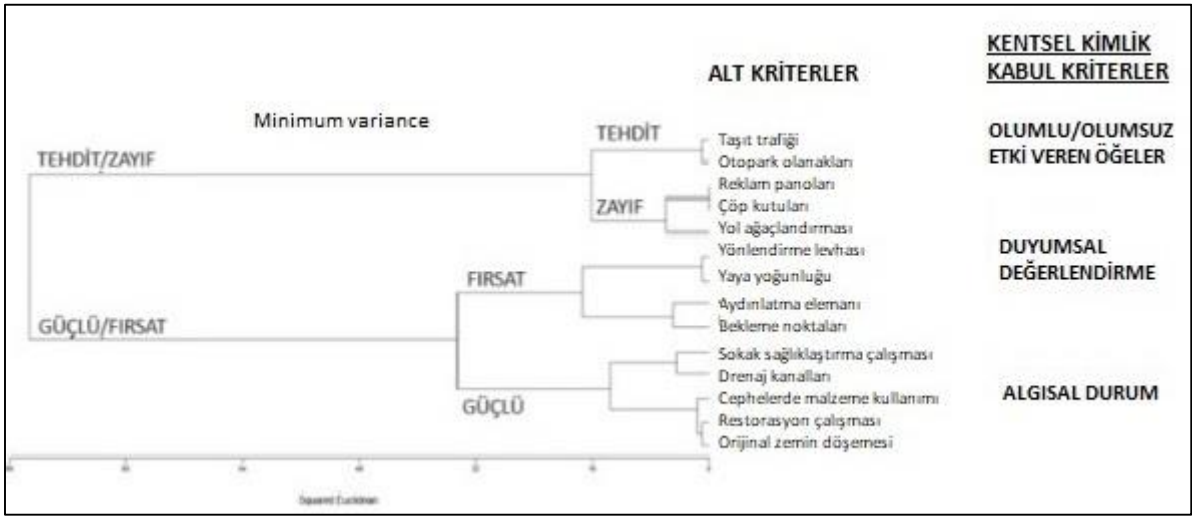 KENTSEL KİMLİK
KABUL KRİTERLER
ALT KRİTERLER
Minimum variance
TEHDİT/ZAYIF
TEHDİT
Taşıt trafiği
Otopark olanakları
OLUMLU/OLUMSUZ
ETKİ VEREN ÖĞELER
ZAYIF
Reklam panoları
Çöp kutuları
Yol ağaçlandırması
FIRSAT
Yönlendirme levhası
Yaya yoğunluğu
Aydınlatma elemanı
Bekleme noktaları
DUYUMSAL
DEĞERLENDİRME
GÜÇLÜ/FIRSAT
GÜÇLÜ
Sokak sağlıklaştırma çalışması
Drenaj kanalları
Cephelerde malzeme kullanımı
Restorasyon çalışması
Orijinal zemin döşemesi
ALGISAL DURUM
Squared Euclidean